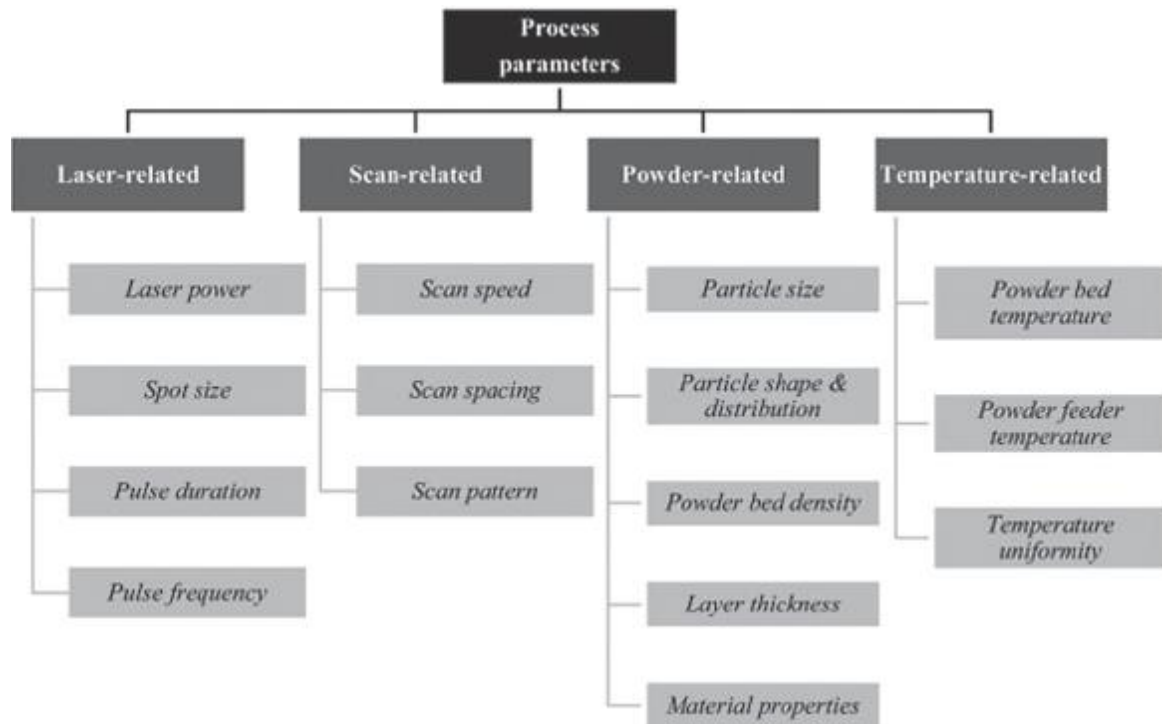 Process
parameters
Laser-related
Scan-related
Powder-related
Temperature-related
Laser power
Spot size
Pulse duration
Pulse frequency
Scan speed
Scan spacing
Scan pattern
Particle size
Particle shape &
distribution
Powder bed density
Layer thickness
Material properties
Powder bed
temperature
Powder feeder
temperature
Temperature
uniformity